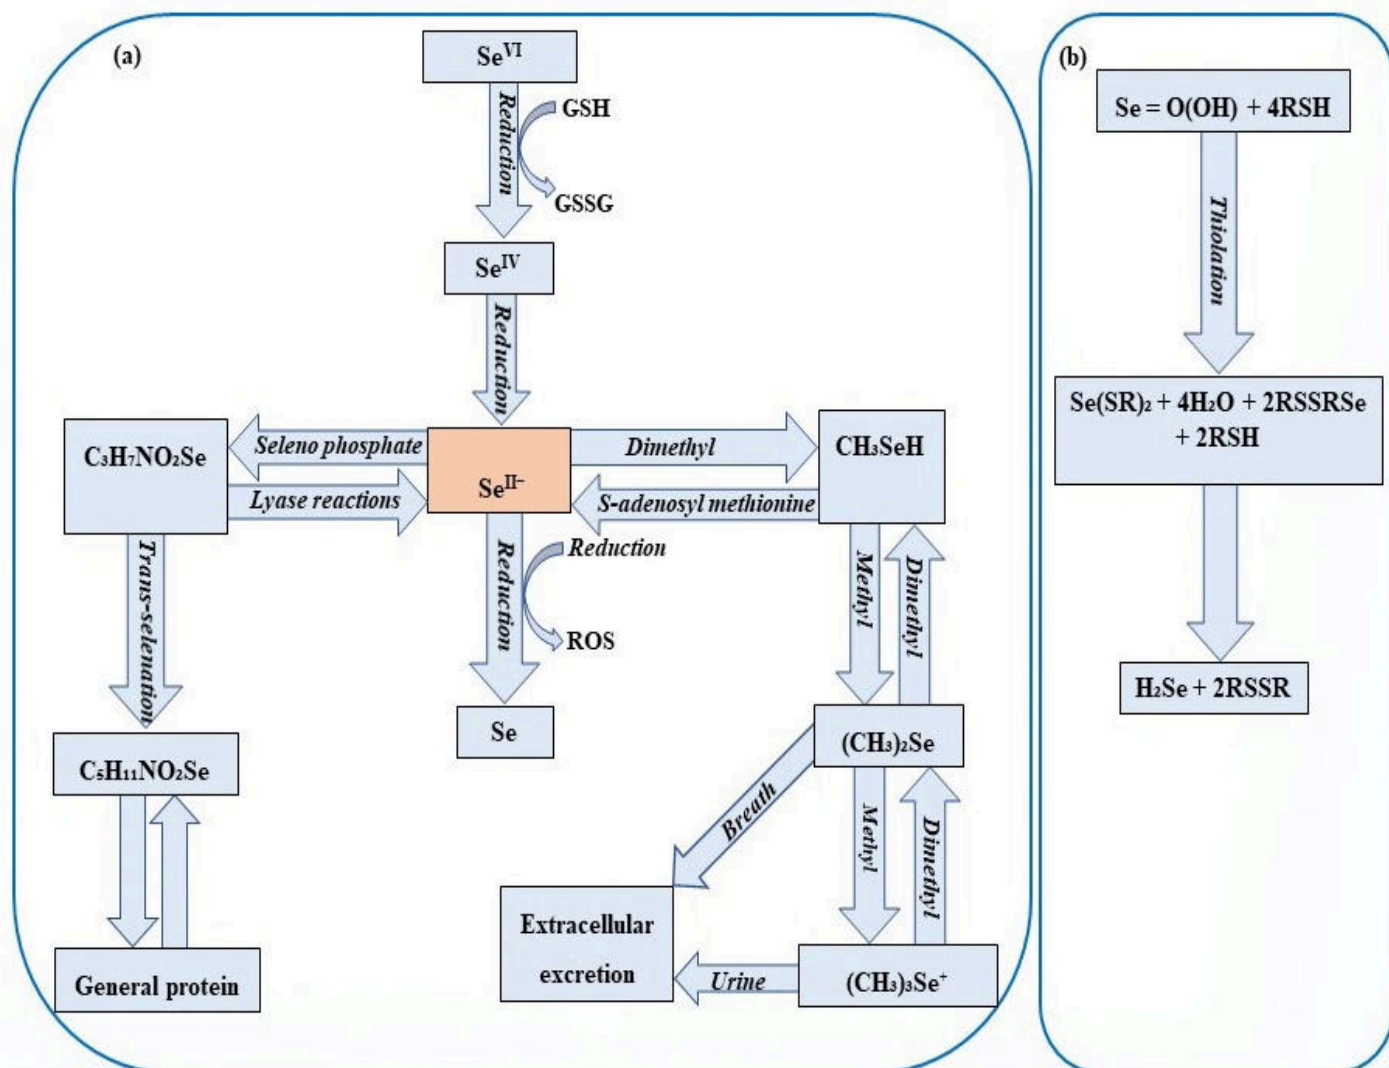 (a)
Se^VI
Reduction
GSH
GSSG
Se^IV
Reduction
C₃H₇NO₂Se
Seleno phosphate
Lyase reactions
Se^II–
Dimethyl
S-adenosyl methionine
CH₃SeH
Trans-selenation
Reduction
Reduction
ROS
Se
Methyl
Dimethyl
C₅H₁₁NO₂Se
General protein
(CH₃)₂Se
Breath
Methyl
Dimethyl
Extracellular
excretion
Urine
(CH₃)₃Se⁺
(b)
Se = O(OH) + 4RSH
Thiolation
Se(SR)₂ + 4H₂O + 2RSSRSe
+ 2RSH
H₂Se + 2RSSR